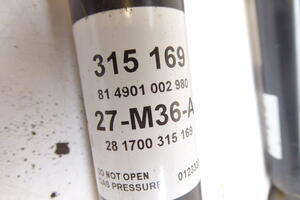 315 169
81 4901 002 980
27-M36-A
28 1700 315 169
DO NOT OPEN
GAS PRESSURE